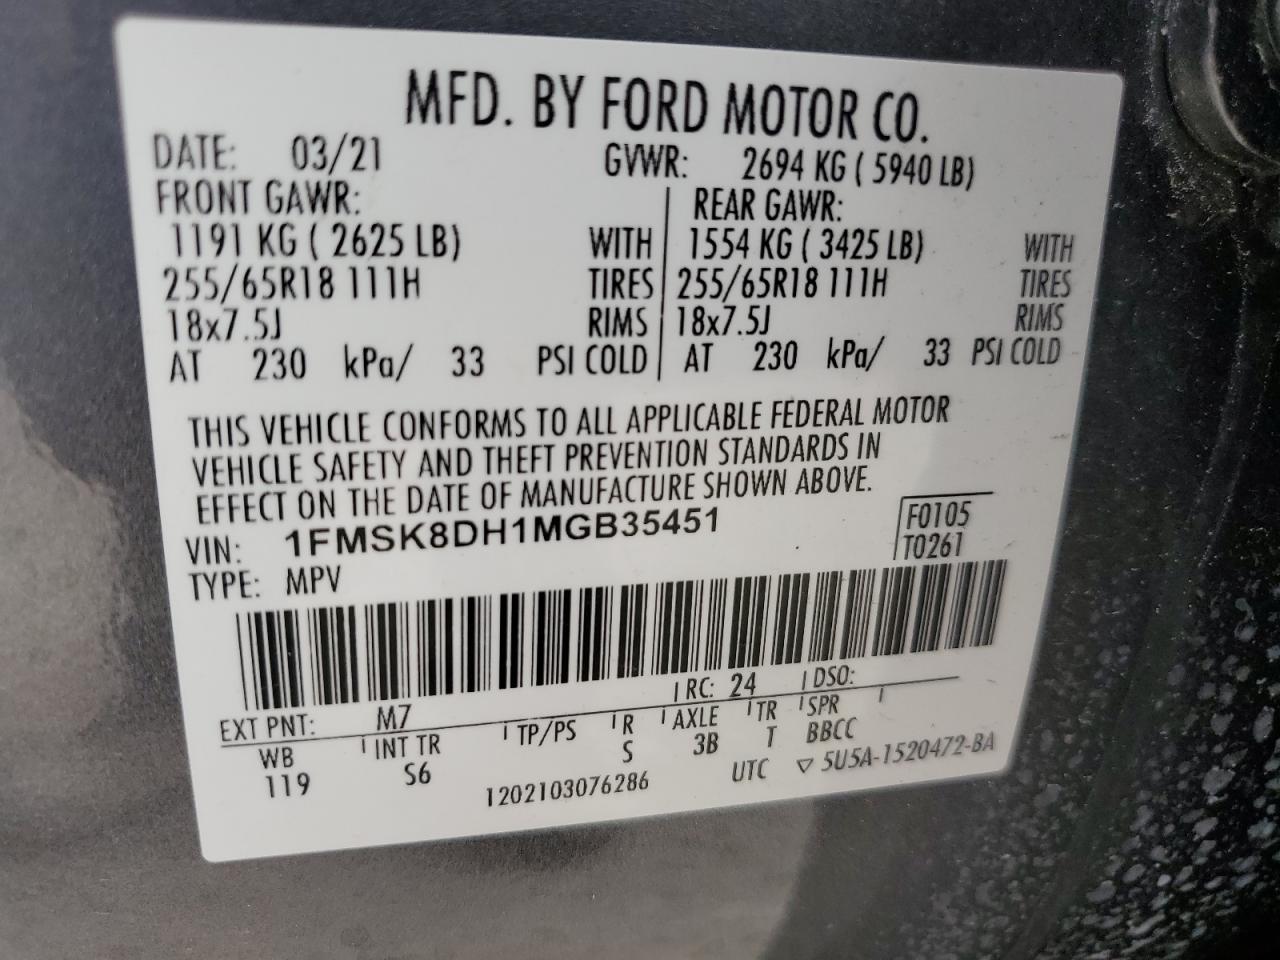 MFD. BY FORD MOTOR CO.
DATE: 03/21 GVWR: 2694 KG ( 5940 LB)
FRONT GAWR: REAR GAWR:
1191 KG ( 2625 LB) WITH 1554 KG ( 3425 LB) WITH
255/65R18 111H TIRES 255/65R18 111H TIRES
18x7.5J RIMS 18x7.5J RIMS
AT 230 kPa/ 33 PSI COLD AT 230 kPa/ 33 PSI COLD
THIS VEHICLE CONFORMS TO ALL APPLICABLE FEDERAL MOTOR
VEHICLE SAFETY AND THEFT PREVENTION STANDARDS IN
EFFECT ON THE DATE OF MANUFACTURE SHOWN ABOVE.
VIN: 1FMSK8DH1MGB35451 F0105
TYPE: MPV T0261
EXT PNT: M7 RC: 24 DSO:
WB INT TR TP/PS R AXLE TR SPR
119 S6 S 3B T BBCC
1202103076286 UTC ▽ 5U5A-1520472-BA